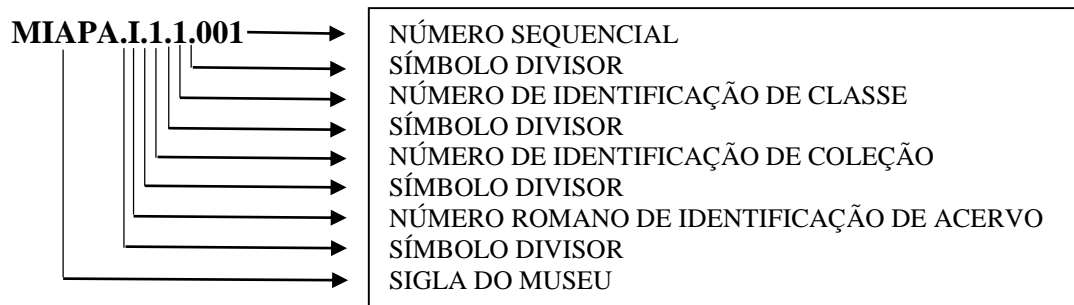 MIAPA.I.1.1.001
NÚMERO SEQUENCIAL
SÍMBOLO DIVISOR
NÚMERO DE IDENTIFICAÇÃO DE CLASSE
SÍMBOLO DIVISOR
NÚMERO DE IDENTIFICAÇÃO DE COLEÇÃO
SÍMBOLO DIVISOR
NÚMERO ROMANO DE IDENTIFICAÇÃO DE ACERVO
SÍMBOLO DIVISOR
SIGLA DO MUSEU